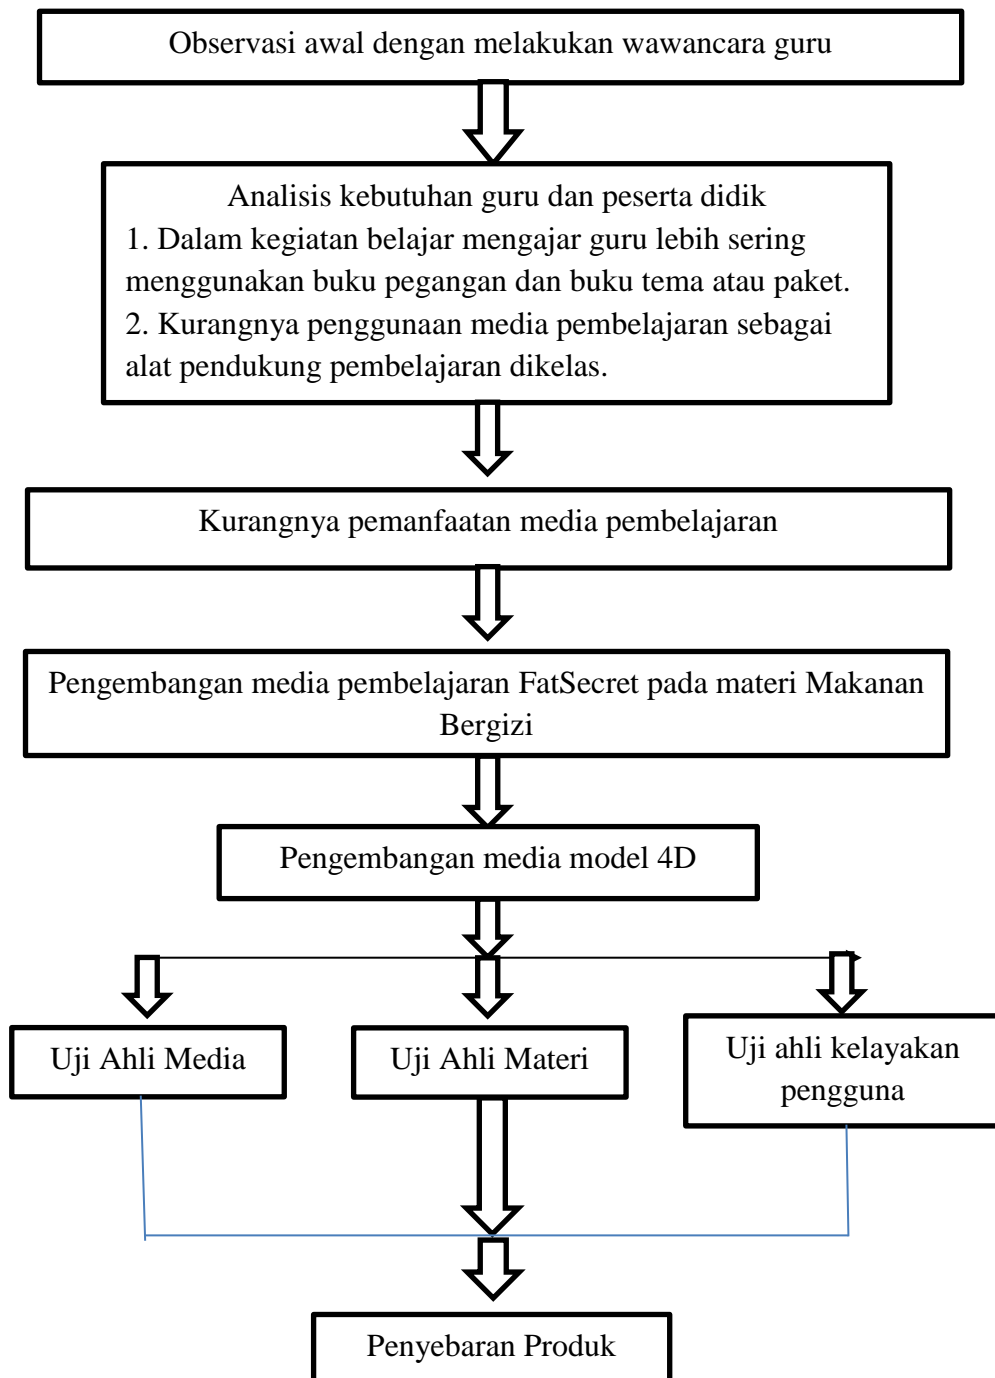 Observasi awal dengan melakukan wawancara guru
Analisis kebutuhan guru dan peserta didik
1. Dalam kegiatan belajar mengajar guru lebih sering
menggunakan buku pegangan dan buku tema atau paket.
2. Kurangnya penggunaan media pembelajaran sebagai
alat pendukung pembelajaran dikelas.
Kurangnya pemanfaatan media pembelajaran
Pengembangan media pembelajaran FatSecret pada materi Makanan
Bergizi
Pengembangan media model 4D
Uji Ahli Media
Uji Ahli Materi
Uji ahli kelayakan
pengguna
Penyebaran Produk